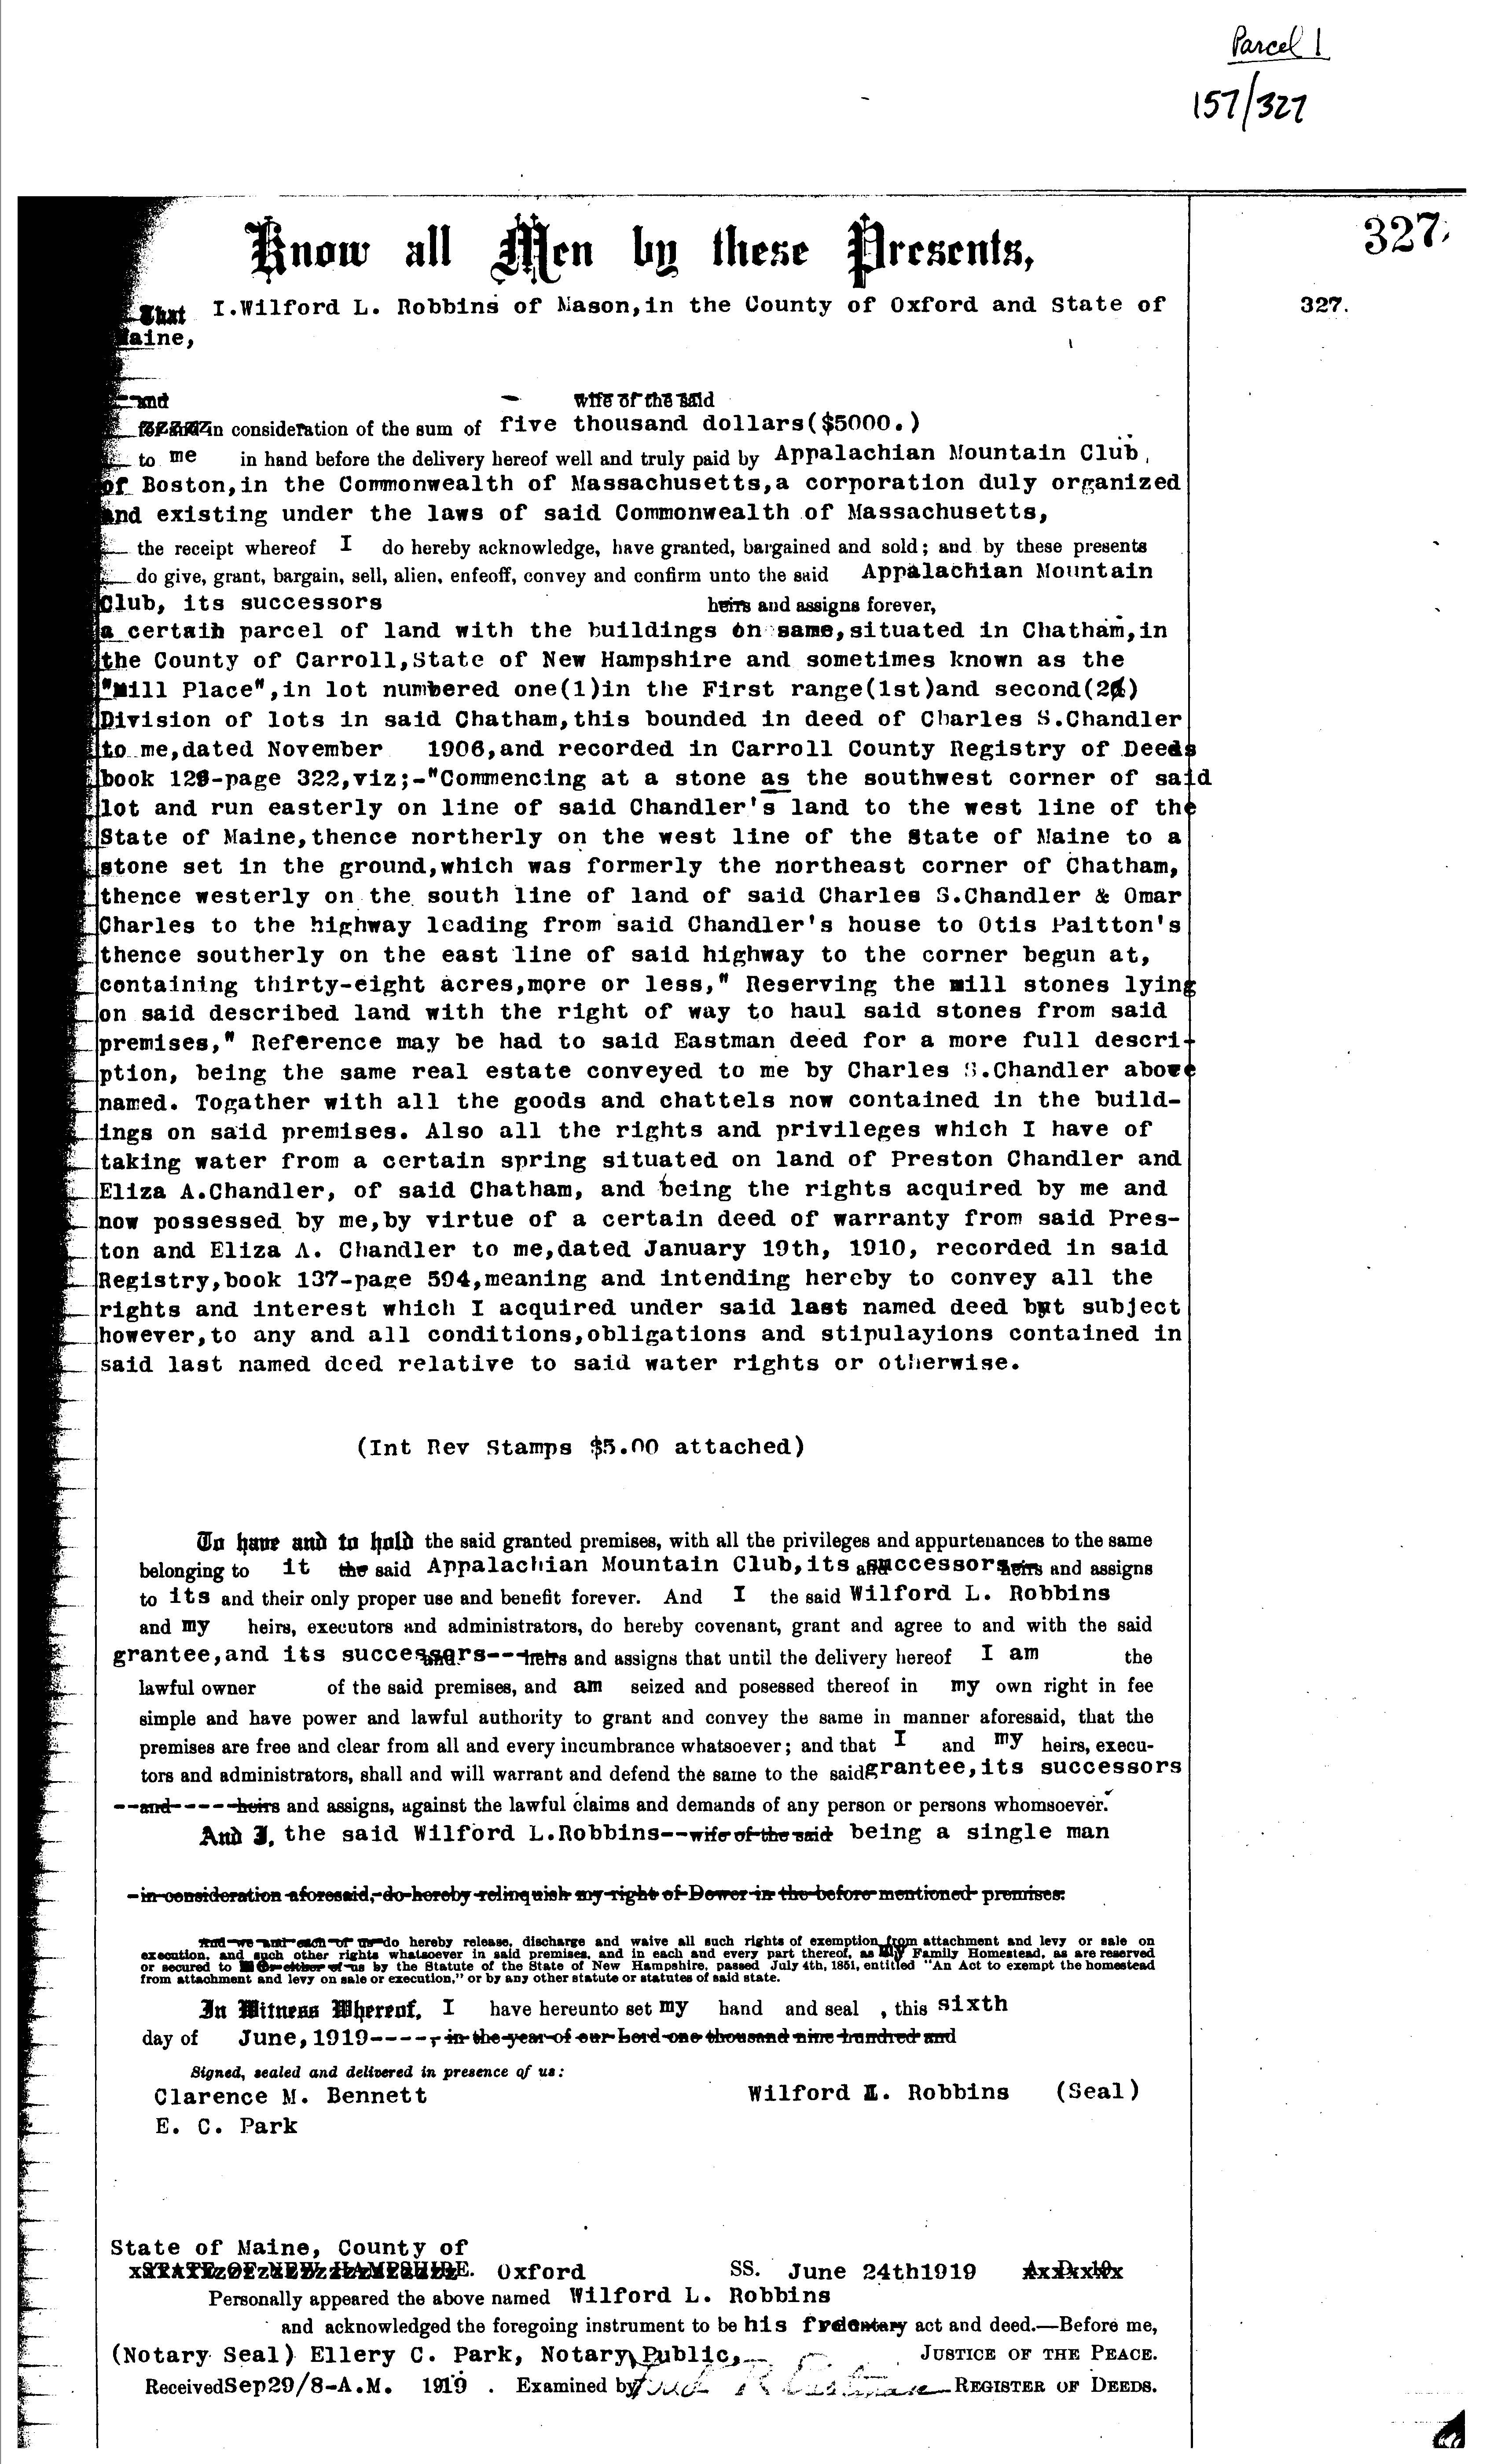 Parcel 1
157/327
327.
Know all Men by these Presents,
That I.Wilford L. Robbins of Mason,in the County of Oxford and State of
327.
Maine,
and wife of the said
for and in consideration of the sum of five thousand dollars($5000.)
to me in hand before the delivery hereof well and truly paid by Appalachian Mountain Club,
of Boston,in the Commonwealth of Massachusetts,a corporation duly organized
and existing under the laws of said Commonwealth of Massachusetts,
the receipt whereof I do hereby acknowledge, have granted, bargained and sold; and by these presents
do give, grant, bargain, sell, alien, enfeoff, convey and confirm unto the said Appalachian Mountain
Club, its successors heirs and assigns forever,
a certain parcel of land with the buildings on same,situated in Chatham,in
the County of Carroll,State of New Hampshire and sometimes known as the
"Mill Place",in lot numbered one(1)in the First range(1st)and second(2d)
Division of lots in said Chatham,this bounded in deed of Charles S.Chandler
to me,dated November 1906,and recorded in Carroll County Registry of Deeds
book 129-page 322,viz;-"Commencing at a stone as the southwest corner of said
lot and run easterly on line of said Chandler's land to the west line of the
State of Maine,thence northerly on the west line of the State of Maine to a
stone set in the ground,which was formerly the northeast corner of Chatham,
thence westerly on the south line of land of said Charles S.Chandler & Omar
Charles to the highway leading from said Chandler's house to Otis Paitton's
thence southerly on the east line of said highway to the corner begun at,
containing thirty-eight acres,more or less," Reserving the mill stones lying
on said described land with the right of way to haul said stones from said
premises," Reference may be had to said Eastman deed for a more full descri-
ption, being the same real estate conveyed to me by Charles S.Chandler above
named. Togather with all the goods and chattels now contained in the build-
ings on said premises. Also all the rights and privileges which I have of
taking water from a certain spring situated on land of Preston Chandler and
Eliza A.Chandler, of said Chatham, and being the rights acquired by me and
now possessed by me,by virtue of a certain deed of warranty from said Pres-
ton and Eliza A. Chandler to me,dated January 19th, 1910, recorded in said
Registry,book 137-page 594,meaning and intending hereby to convey all the
rights and interest which I acquired under said last named deed but subject
however,to any and all conditions,obligations and stipulayions contained in
said last named deed relative to said water rights or otherwise.
(Int Rev Stamps $5.00 attached)
To have and to hold the said granted premises, with all the privileges and appurtenances to the same
belonging to it the said Appalachian Mountain Club,its successors heirs and assigns
to its and their only proper use and benefit forever. And I the said Wilford L. Robbins
and my heirs, executors and administrators, do hereby covenant, grant and agree to and with the said
grantee,and its successors---heirs and assigns that until the delivery hereof I am the
lawful owner of the said premises, and am seized and posessed thereof in my own right in fee
simple and have power and lawful authority to grant and convey the same in manner aforesaid, that the
premises are free and clear from all and every incumbrance whatsoever; and that I and my heirs, execu-
tors and administrators, shall and will warrant and defend the same to the said grantee,its successors
--and-----heirs and assigns, against the lawful claims and demands of any person or persons whomsoever.
And I, the said Wilford L.Robbins--wife of the said being a single man
in consideration aforesaid, do hereby relinquish my right of Dower in the before mentioned premises.
And we and each of us do hereby release, discharge and waive all such rights of exemption from attachment and levy or sale on
execution, and such other rights whatsoever in said premises, and in each and every part thereof, as My Family Homestead, as are reserved
or secured to or either of us by the Statute of the State of New Hampshire, passed July 4th, 1851, entitled "An Act to exempt the homestead
from attachment and levy on sale or execution," or by any other statute or statutes of said state.
In Witness Whereof, I have hereunto set my hand and seal , this sixth
day of June,1919----, in the year of our Lord one thousand nine hundred and
Signed, sealed and delivered in presence of us:
Clarence M. Bennett Wilford L. Robbins (Seal)
E. C. Park
State of Maine, County of
STATE OF NEW HAMPSHIRE. Oxford SS. June 24th1919 A. D. 19
Personally appeared the above named Wilford L. Robbins
and acknowledged the foregoing instrument to be his free act and deed.—Before me,
(Notary Seal) Ellery C. Park, Notary Public, JUSTICE OF THE PEACE.
Received Sep29/8-A.M. 1919 . Examined by REGISTER OF DEEDS.